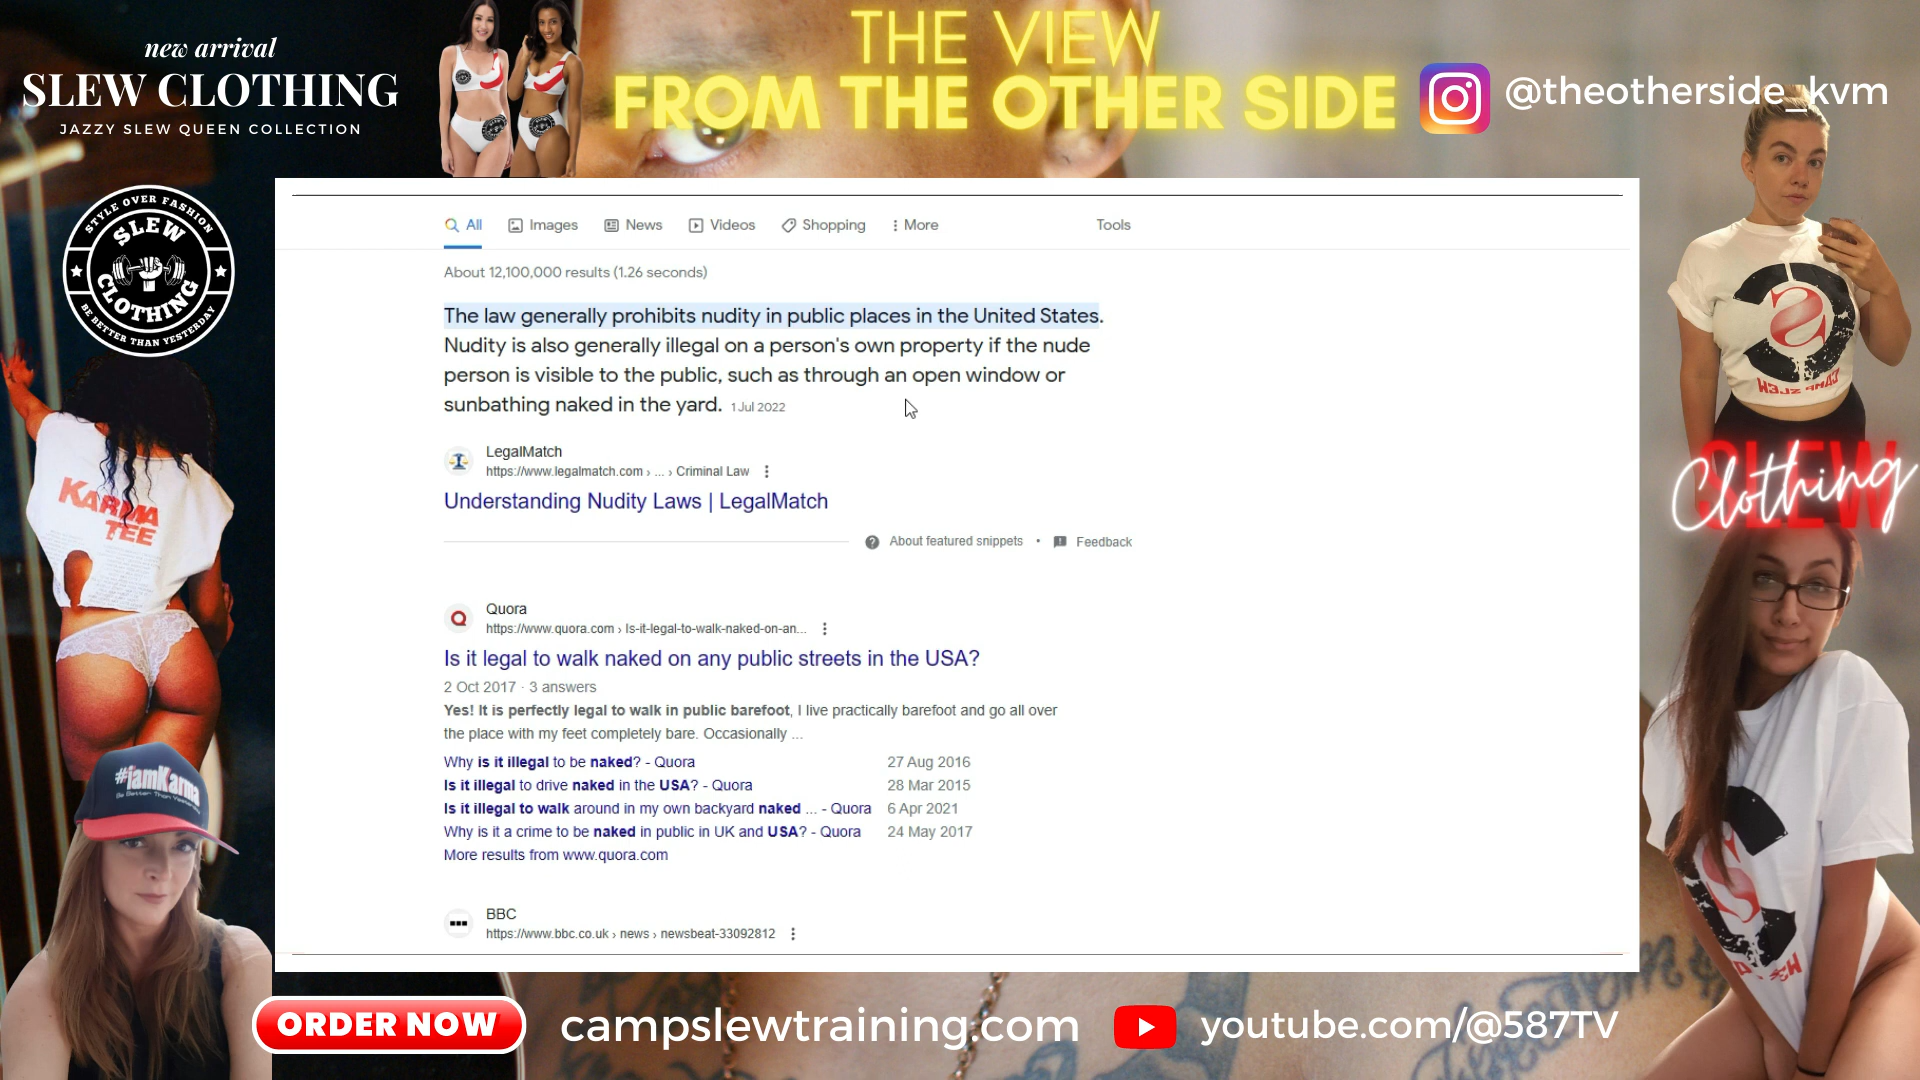 new arrival
SLEW CLOTHING
JAZZY SLEW QUEEN COLLECTION
THE VIEW
FROM THE OTHER SIDE
@theotherside_kvm
STYLE OVER FASHION
SLEW
CLOTHING
BE BETTER THAN YESTERDAY
All Images News Videos Shopping More Tools
About 12,100,000 results (1.26 seconds)
The law generally prohibits nudity in public places in the United States.
Nudity is also generally illegal on a person's own property if the nude
person is visible to the public, such as through an open window or
sunbathing naked in the yard. 1 Jul 2022
LegalMatch
https://www.legalmatch.com › ... › Criminal Law
Understanding Nudity Laws | LegalMatch
About featured snippets • Feedback
Quora
https://www.quora.com › Is-it-legal-to-walk-naked-on-an...
Is it legal to walk naked on any public streets in the USA?
2 Oct 2017 · 3 answers
Yes! It is perfectly legal to walk in public barefoot, I live practically barefoot and go all over
the place with my feet completely bare. Occasionally ...
Why is it illegal to be naked? - Quora 27 Aug 2016
Is it illegal to drive naked in the USA? - Quora 28 Mar 2015
Is it illegal to walk around in my own backyard naked ... - Quora 6 Apr 2021
Why is it a crime to be naked in public in UK and USA? - Quora 24 May 2017
More results from www.quora.com
BBC
https://www.bbc.co.uk › news › newsbeat-33092812
KARMA
TEE
#iamKarma
Be Better Than Yesterday
CAMP SLEW
SLEW
Clothing
ORDER NOW
campslewtraining.com
youtube.com/@587TV